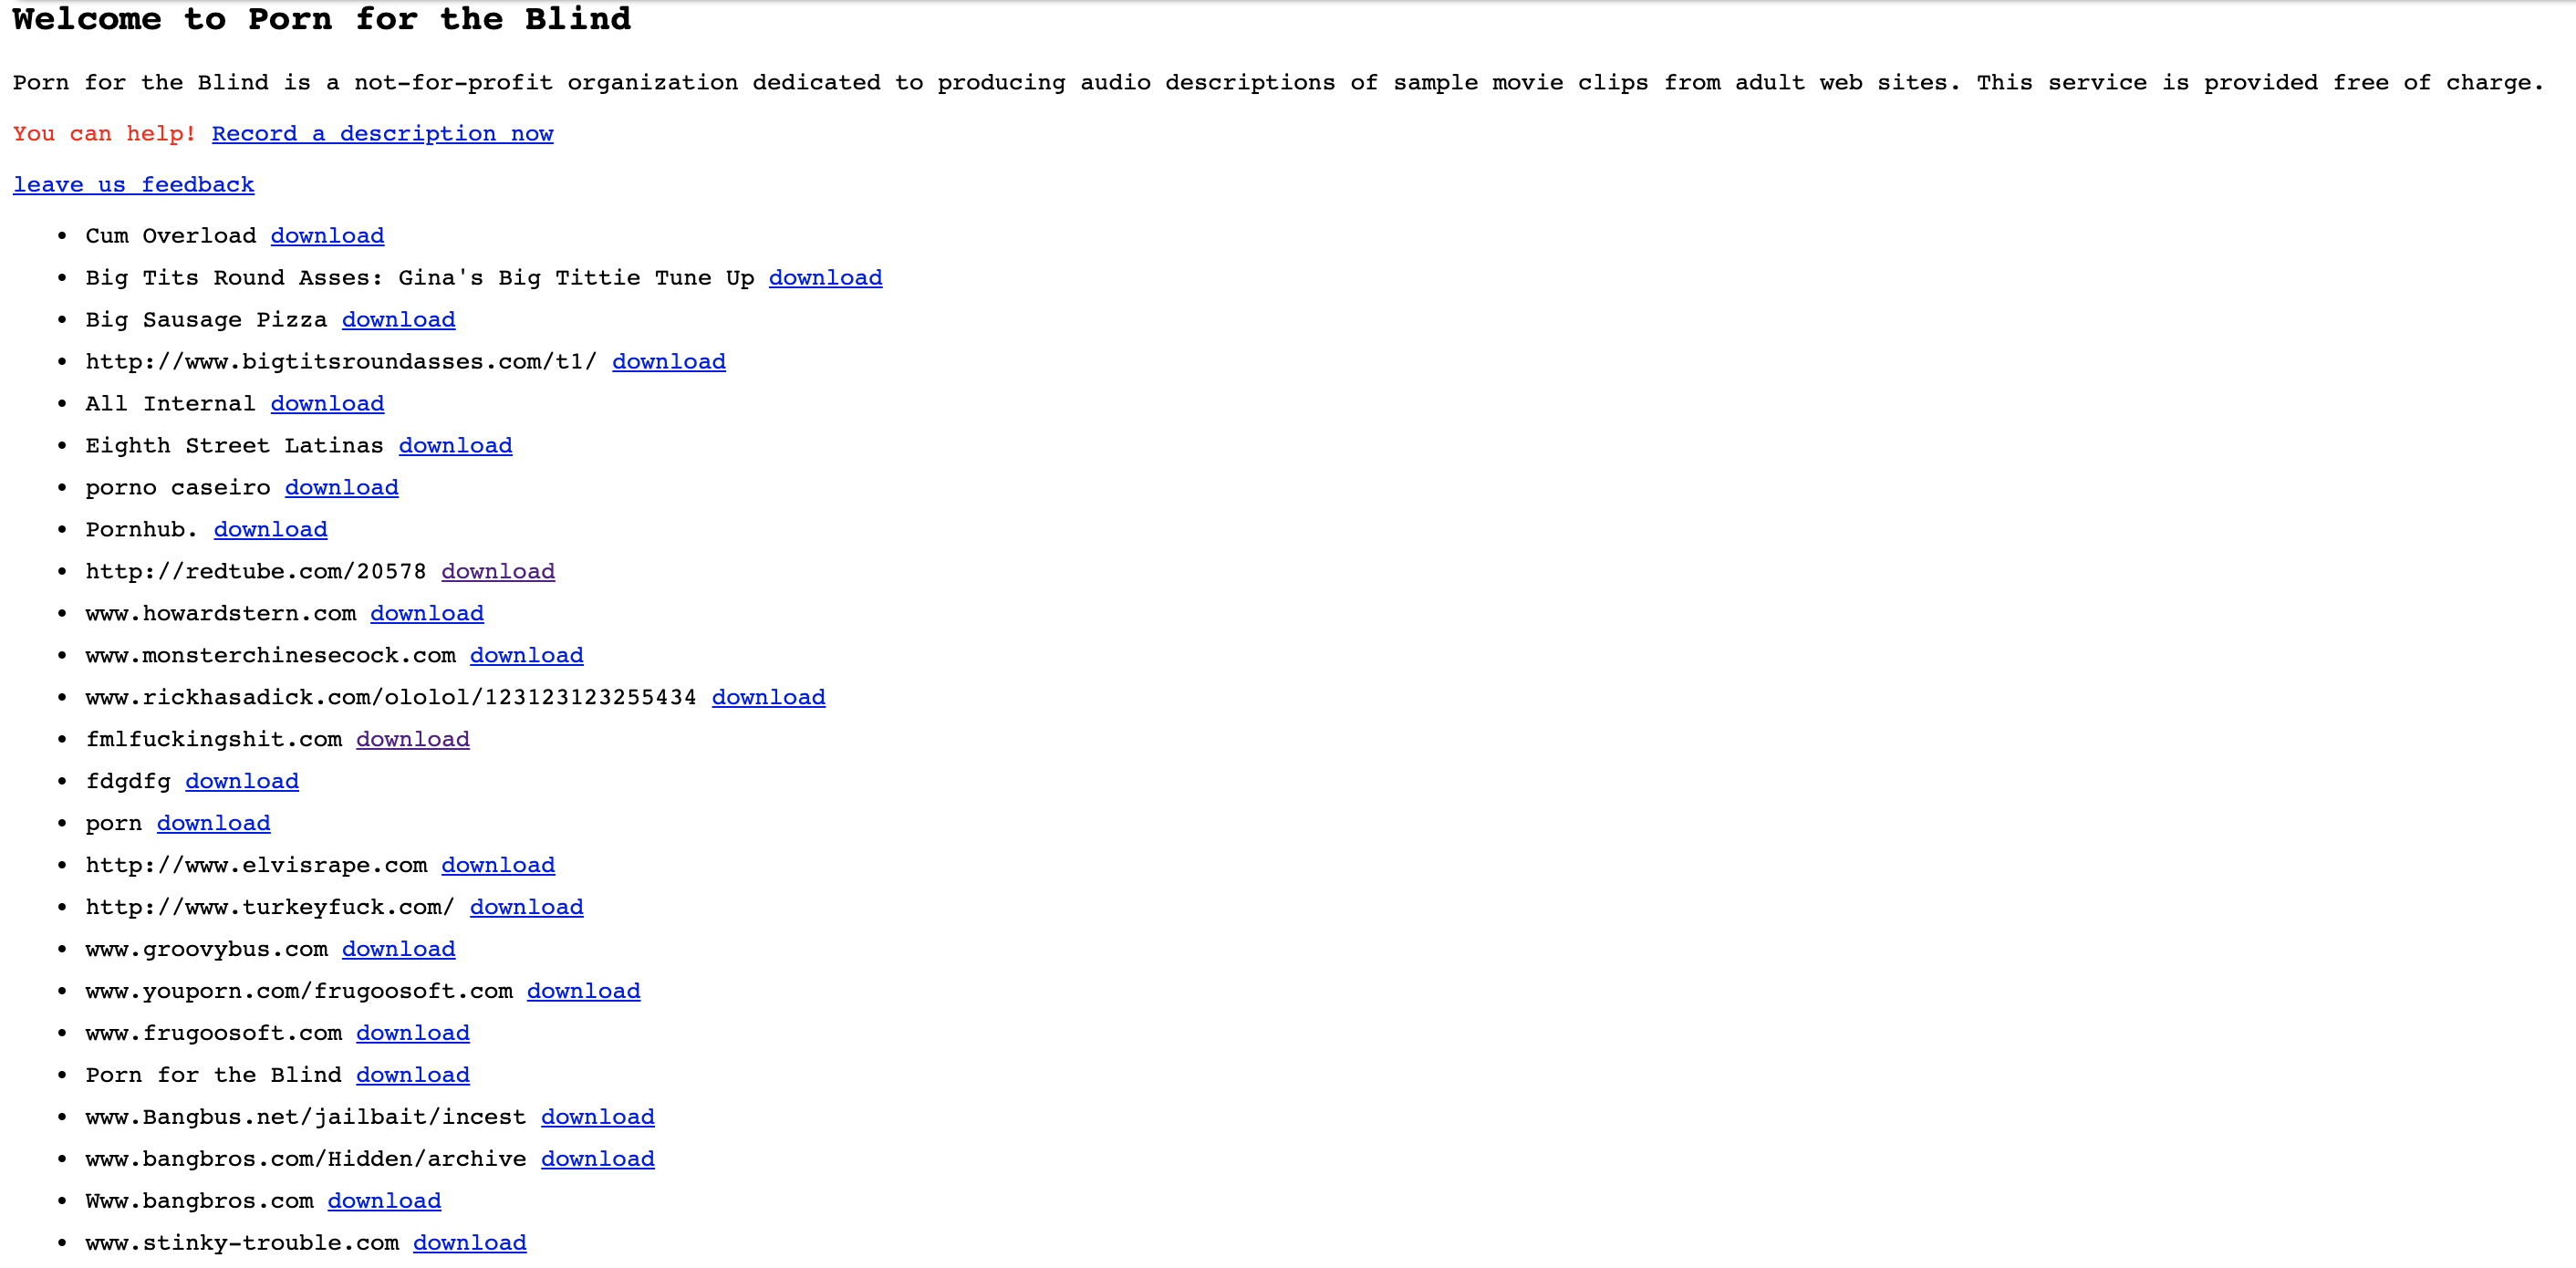 Welcome to Porn for the Blind
Porn for the Blind is a not-for-profit organization dedicated to producing audio descriptions of sample movie clips from adult web sites. This service is provided free of charge.
You can help! Record a description now
leave us feedback
• Cum Overload download
• Big Tits Round Asses: Gina's Big Tittie Tune Up download
• Big Sausage Pizza download
• http://www.bigtitsroundasses.com/t1/ download
• All Internal download
• Eighth Street Latinas download
• porno caseiro download
• Pornhub. download
• http://redtube.com/20578 download
• www.howardstern.com download
• www.monsterchinesecock.com download
• www.rickhasadick.com/ololol/123123123255434 download
• fmlfuckingshit.com download
• fdgdfg download
• porn download
• http://www.elvisrape.com download
• http://www.turkeyfuck.com/ download
• www.groovybus.com download
• www.youporn.com/frugoosoft.com download
• www.frugoosoft.com download
• Porn for the Blind download
• www.Bangbus.net/jailbait/incest download
• www.bangbros.com/Hidden/archive download
• Www.bangbros.com download
• www.stinky-trouble.com download